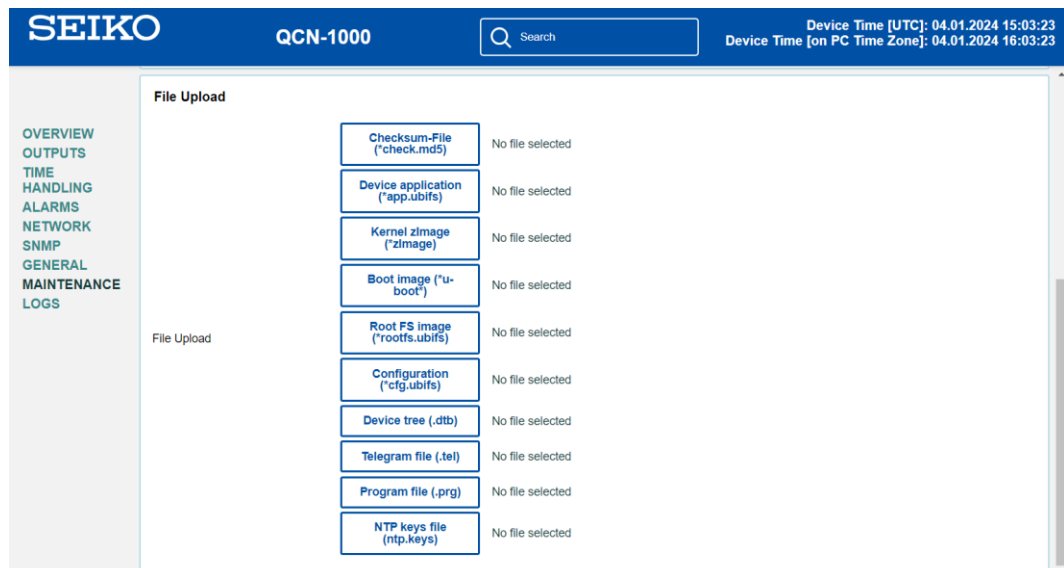 SEIKO
QCN-1000
Search
Device Time [UTC]: 04.01.2024 15:03:23
Device Time [on PC Time Zone]: 04.01.2024 16:03:23
OVERVIEW
OUTPUTS
TIME
HANDLING
ALARMS
NETWORK
SNMP
GENERAL
MAINTENANCE
LOGS
File Upload
File Upload
Checksum-File
(*check.md5)
No file selected
Device application
(*app.ubifs)
No file selected
Kernel zImage
(*zImage)
No file selected
Boot image (*u-
boot*)
No file selected
Root FS image
(*rootfs.ubifs)
No file selected
Configuration
(*cfg.ubifs)
No file selected
Device tree (.dtb)
No file selected
Telegram file (.tel)
No file selected
Program file (.prg)
No file selected
NTP keys file
(ntp.keys)
No file selected